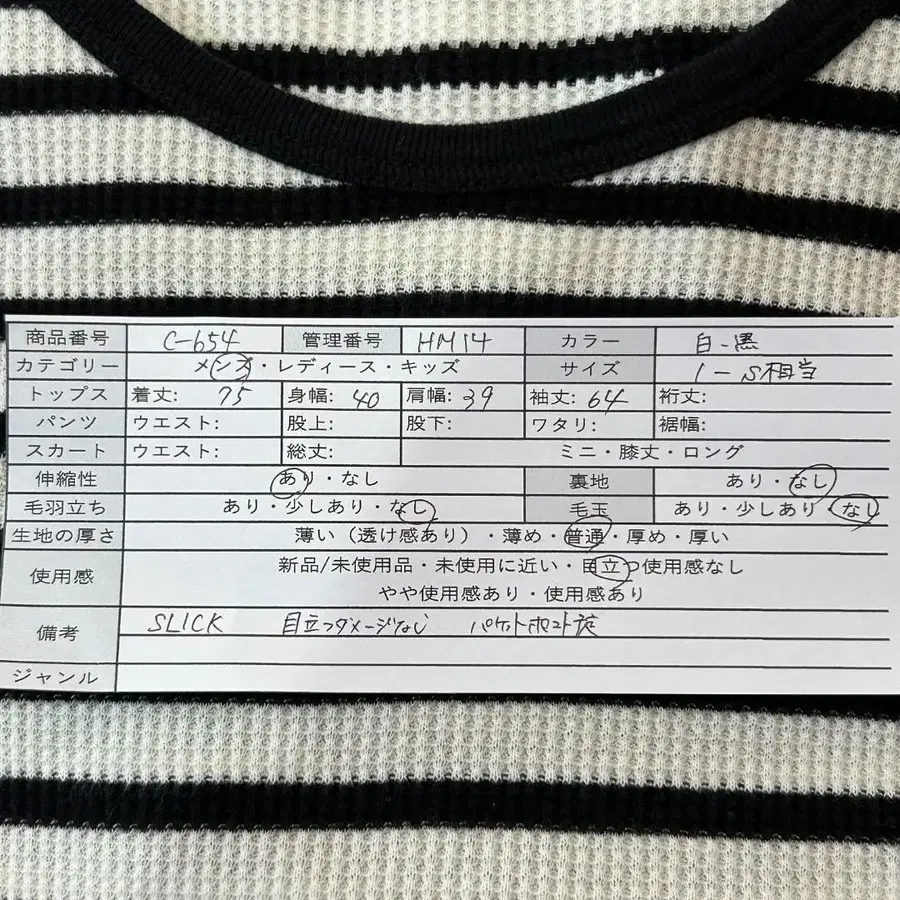 商品番号 C-654 管理番号 HM14 カラー 白-黒
カテゴリー メンズ・レディース・キッズ サイズ 1-S相当
トップス 着丈: 75 身幅: 40 肩幅: 39 袖丈: 64 裄丈:
パンツ ウエスト: 股上: 股下: ワタリ: 裾幅:
スカート ウエスト: 総丈: ミニ・膝丈・ロング
伸縮性 あり・なし 裏地 あり・なし
毛羽立ち あり・少しあり・なし 毛玉 あり・少しあり・なし
生地の厚さ 薄い（透け感あり）・薄め・普通・厚め・厚い
使用感 新品/未使用品・未使用に近い・目立つ使用感なし
やや使用感あり・使用感あり
備考 SLICK 目立つダメージなし
ジャンル